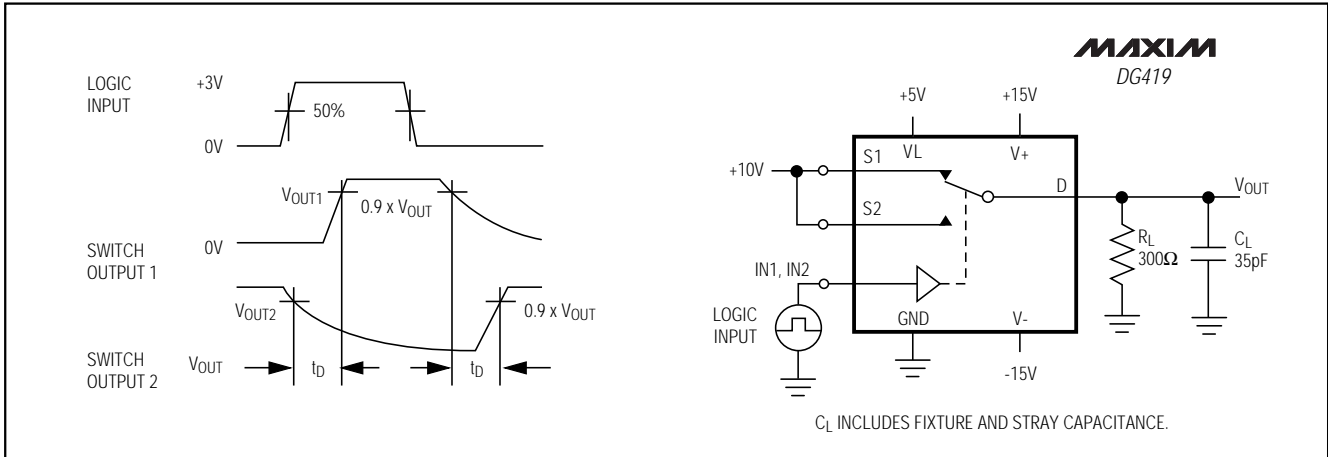 LOGIC
INPUT
+3V
50%
0V
VOUT1
0.9 x VOUT
SWITCH
OUTPUT 1
0V
VOUT2
0.9 x VOUT
SWITCH
OUTPUT 2
VOUT
tD
tD
MAXIM
DG419
+5V
+15V
VL
V+
+10V
S1
S2
D
VOUT
RL
300Ω
CL
35pF
IN1, IN2
LOGIC
INPUT
GND
V-
-15V
CL INCLUDES FIXTURE AND STRAY CAPACITANCE.